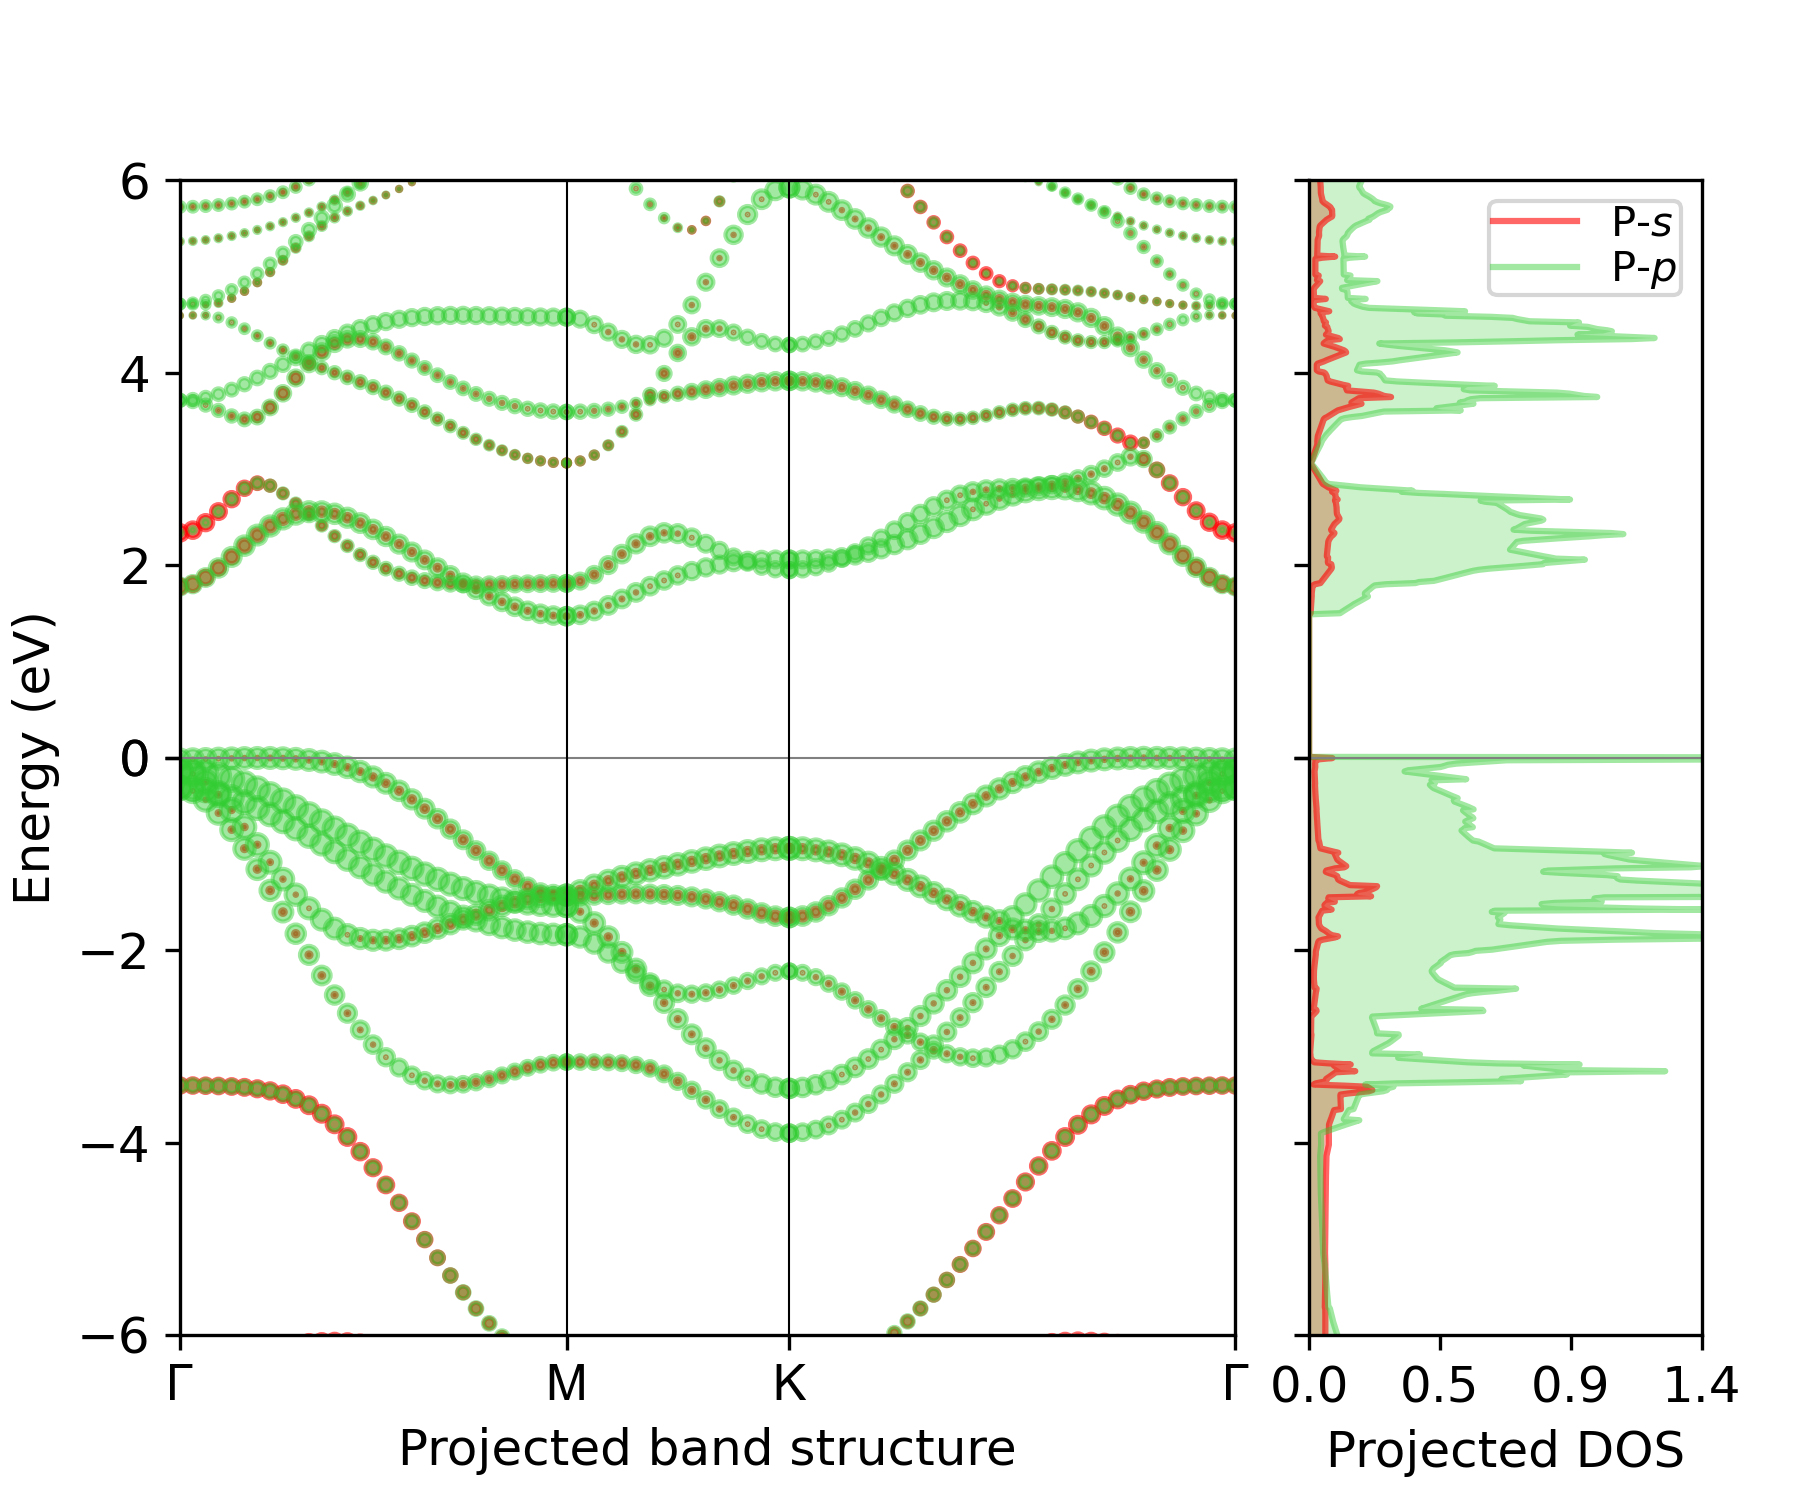 6
4
2
0
−2
−4
−6
Energy (eV)
Γ M K Γ
Projected band structure
P-s
P-p
0.0 0.5 0.9 1.4
Projected DOS